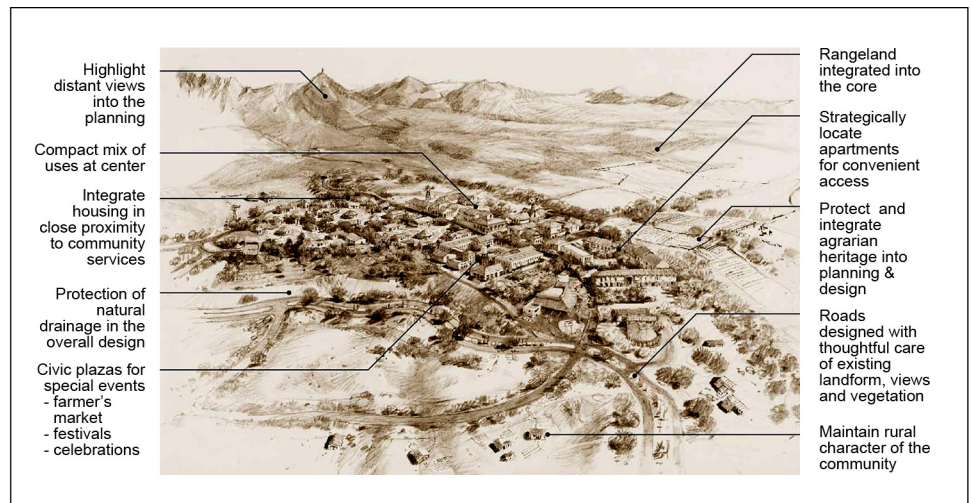 Highlight
distant views
into the
planning
Compact mix of
uses at center
Integrate
housing in
close proximity
to community
services
Protection of
natural
drainage in the
overall design
Civic plazas for
special events
- farmer's
market
- festivals
- celebrations
Rangeland
integrated into
the core
Strategically
locate
apartments
for convenient
access
Protect and
integrate
agrarian
heritage into
planning &
design
Roads
designed with
thoughtful care
of existing
landform, views
and vegetation
Maintain rural
character of the
community